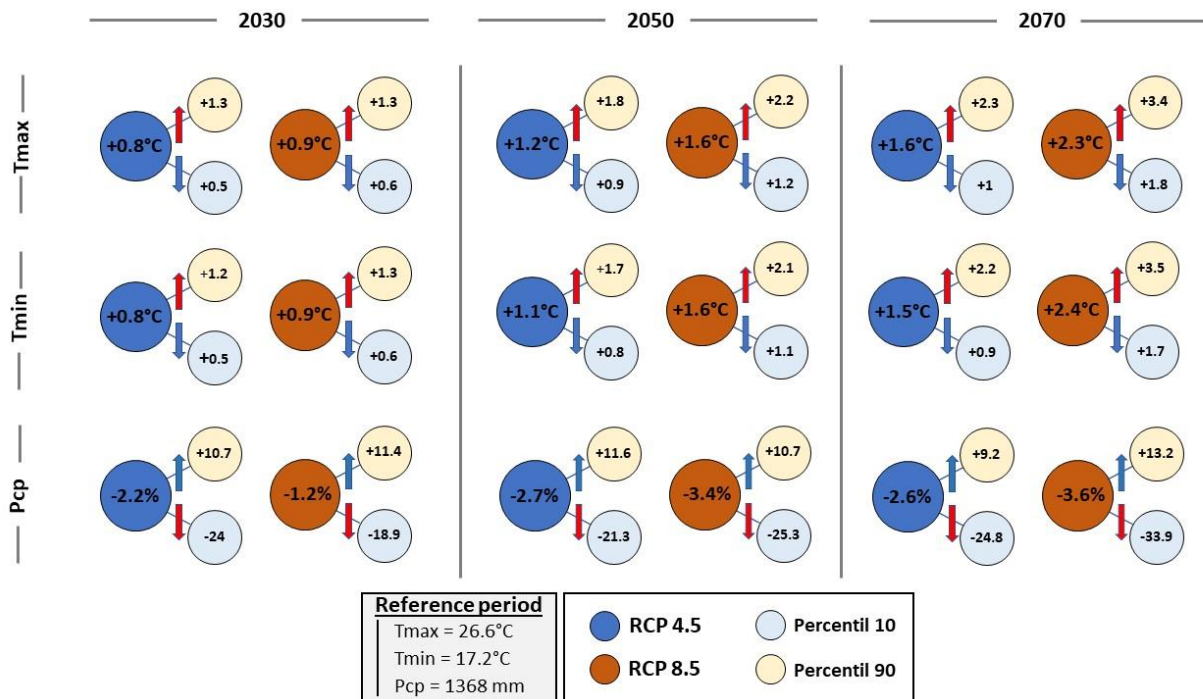 2030
2050
2070
Tmax
+0.8°C
+1.3
+0.5
+0.9°C
+1.3
+0.6
+1.2°C
+1.8
+0.9
+1.6°C
+2.2
+1.2
+1.6°C
+2.3
+1
+2.3°C
+3.4
+1.8
Tmin
+0.8°C
+1.2
+0.5
+0.9°C
+1.3
+0.6
+1.1°C
+1.7
+0.8
+1.6°C
+2.1
+1.1
+1.5°C
+2.2
+0.9
+2.4°C
+3.5
+1.7
Pcp
-2.2%
+10.7
-24
-1.2%
+11.4
-18.9
-2.7%
+11.6
-21.3
-3.4%
+10.7
-25.3
-2.6%
+9.2
-24.8
-3.6%
+13.2
-33.9
Reference period
Tmax = 26.6°C
Tmin = 17.2°C
Pcp = 1368 mm
RCP 4.5
RCP 8.5
Percentil 10
Percentil 90